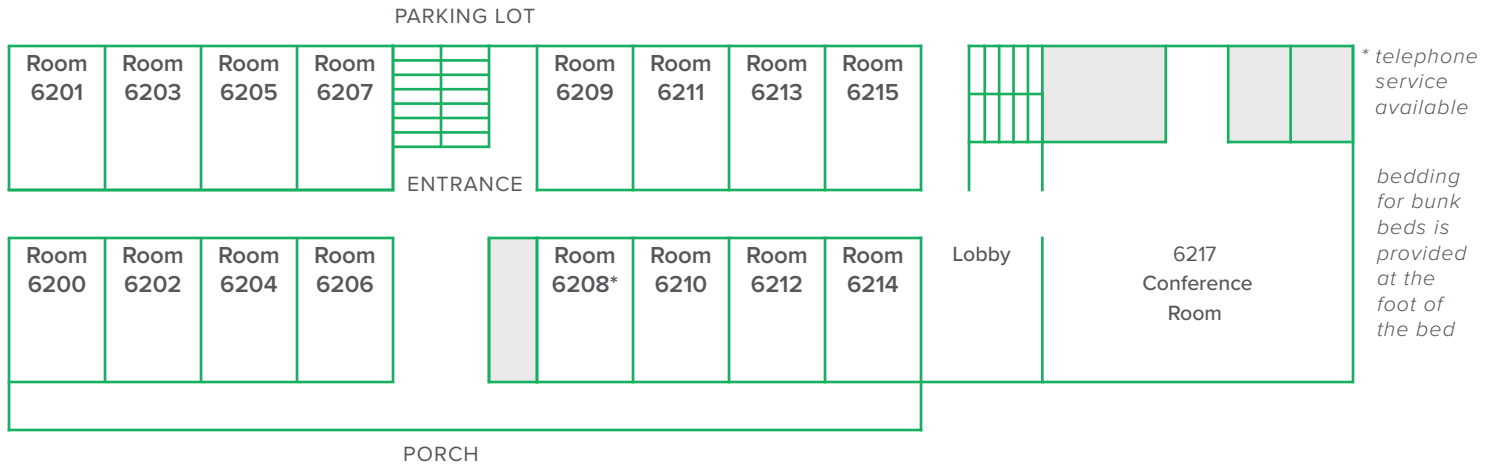 PARKING LOT
Room
6201
Room
6203
Room
6205
Room
6207
Room
6209
Room
6211
Room
6213
Room
6215
* telephone
service
available
ENTRANCE
bedding
for bunk
beds is
provided
at the
foot of
the bed
Room
6200
Room
6202
Room
6204
Room
6206
Room
6208*
Room
6210
Room
6212
Room
6214
Lobby
6217
Conference
Room
PORCH